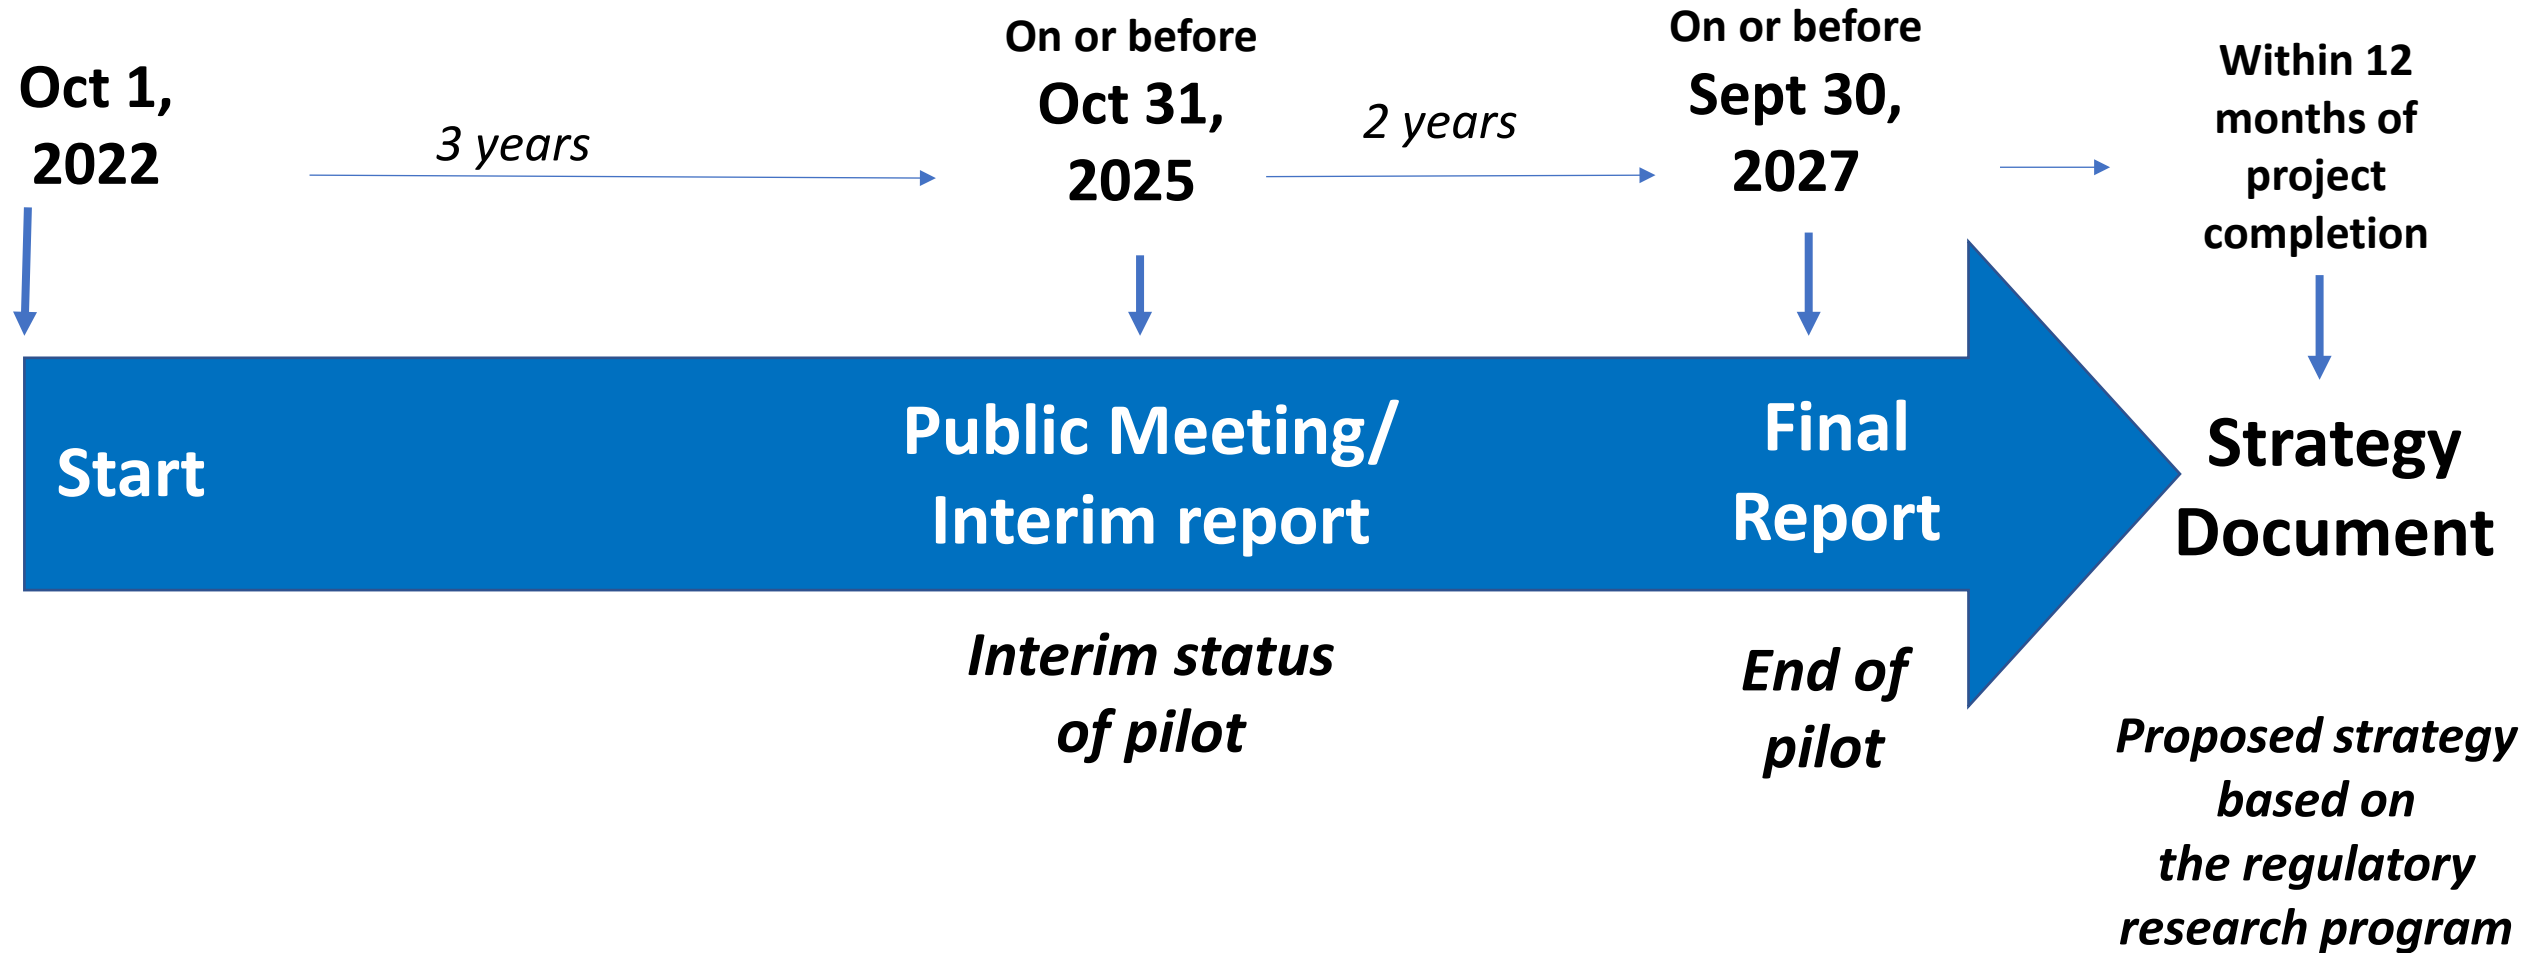 Oct 1,
2022
3 years
On or before
Oct 31,
2025
2 years
On or before
Sept 30,
2027
Within 12
months of
project
completion
Start
Public Meeting/
Interim report
Final
Report
Strategy
Document
Interim status
of pilot
End of
pilot
Proposed strategy
based on
the regulatory
research program